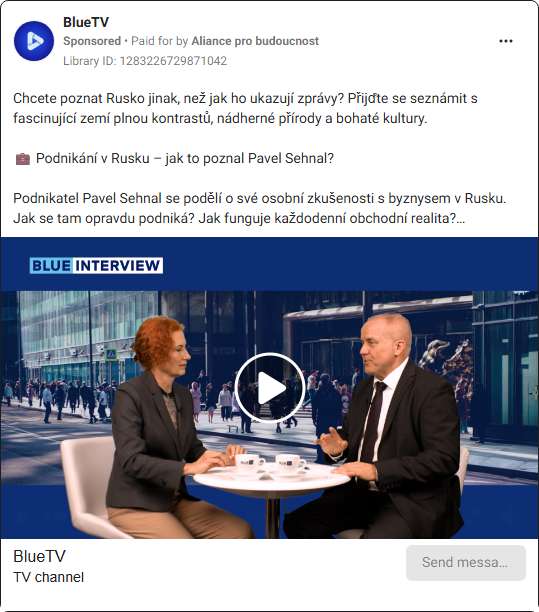 BlueTV
Sponsored • Paid for by Aliance pro budoucnost
Library ID: 1283226729871042
Chcete poznat Rusko jinak, než jak ho ukazují zprávy? Přijďte se seznámit s
fascinující zemí plnou kontrastů, nádherné přírody a bohaté kultury.
💼 Podnikání v Rusku – jak to poznal Pavel Sehnal?
Podnikatel Pavel Sehnal se podělí o své osobní zkušenosti s byznysem v Rusku.
Jak se tam opravdu podniká? Jak funguje každodenní obchodní realita?...
BLUE INTERVIEW
BlueTV
TV channel
Send messa...